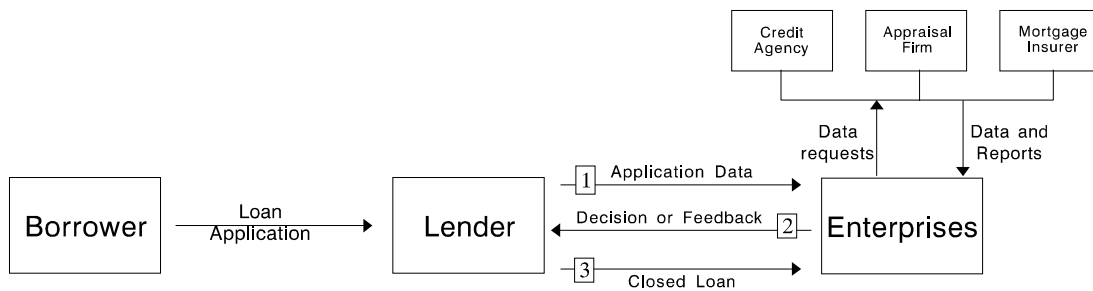 Credit
Agency
Appraisal
Firm
Mortgage
Insurer
Data
requests
Data and
Reports
Borrower
Loan
Application
Lender
1
Application Data
Decision or Feedback
2
3
Closed Loan
Enterprises